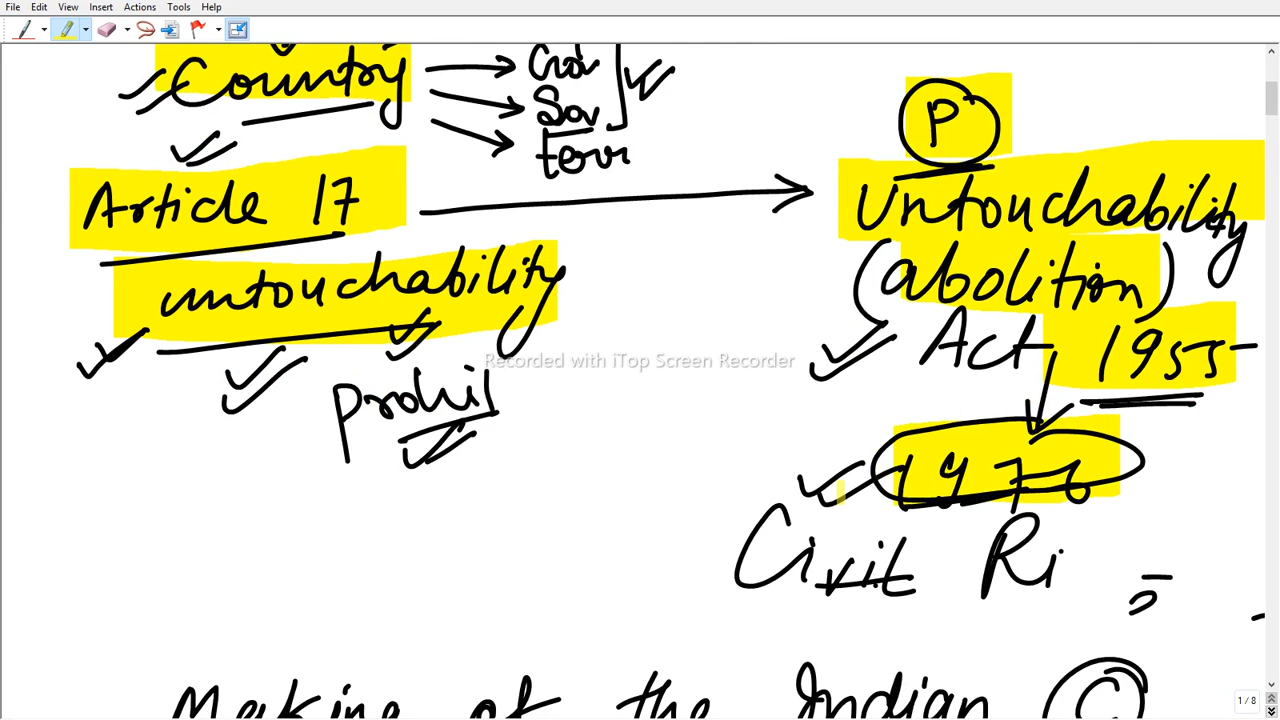 File Edit View Insert Actions Tools Help
Country
Sov
Terr
P
Article 17
Untouchability
untouchability
(abolition)
Act 1955
Recorded with iTop Screen Recorder
prohi
1976
Civil Ri
Making of the Indian C
1 / 8